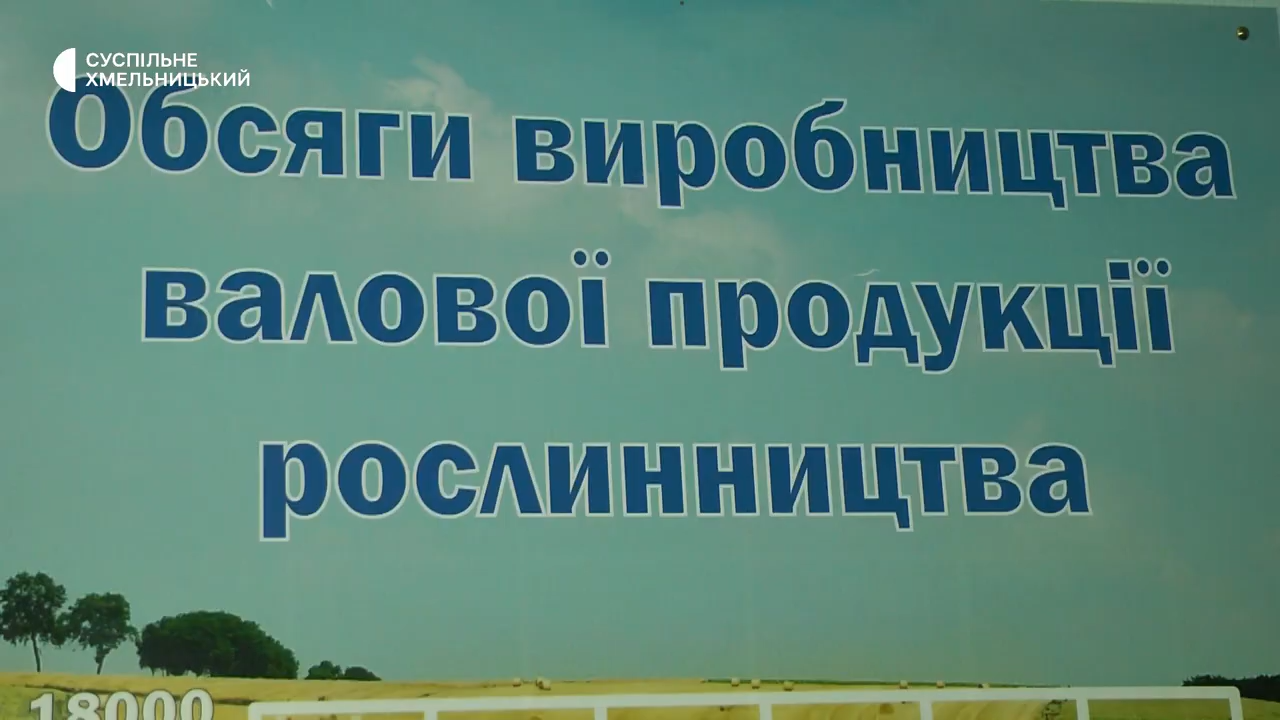 СУСПІЛЬНЕ
ХМЕЛЬНИЦЬКИЙ
Обсяги виробництва
валової продукції
рослинництва
18000